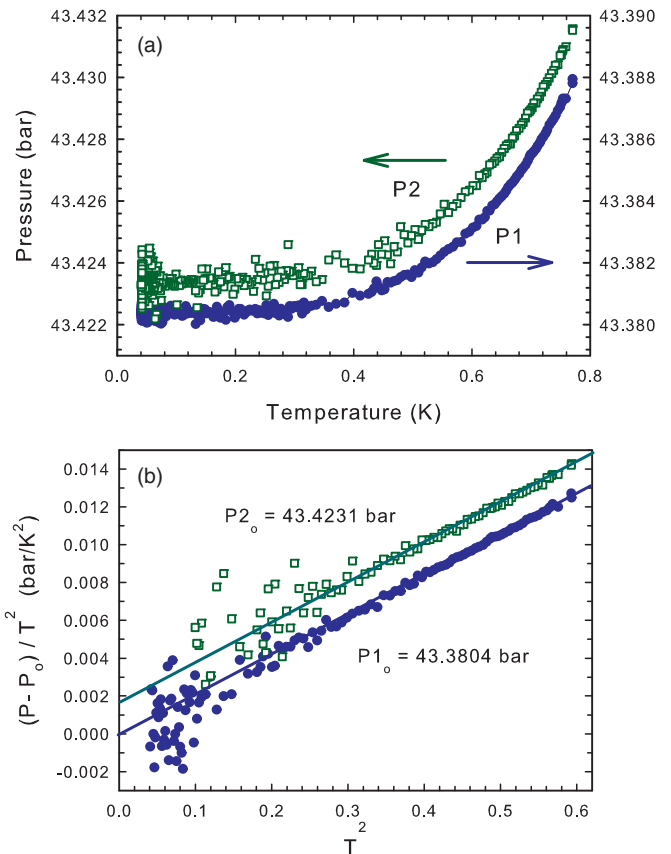 (a)
43.432
43.430
43.428
43.426
43.424
43.422
Pressure (bar)
43.390
43.388
43.386
43.384
43.382
43.380
P2
P1
0.0 0.2 0.4 0.6 0.8
Temperature (K)
(b)
0.014
0.012
0.010
0.008
0.006
0.004
0.002
0.000
-0.002
(P-P₀)/T² (bar/K²)
P2₀ = 43.4231 bar
P1₀ = 43.3804 bar
0.0 0.1 0.2 0.3 0.4 0.5 0.6
T²